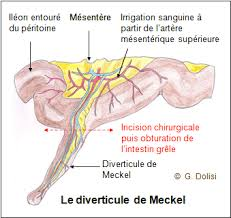 Iléon entouré
du péritoine
Mésentère
Irrigation sanguine à
partir de l'artère
mésentérique supérieure
Incision chirurgicale
puis obturation de
l'intestin grêle
Diverticule de
Meckel
© G. Dolisi
Le diverticule de Meckel